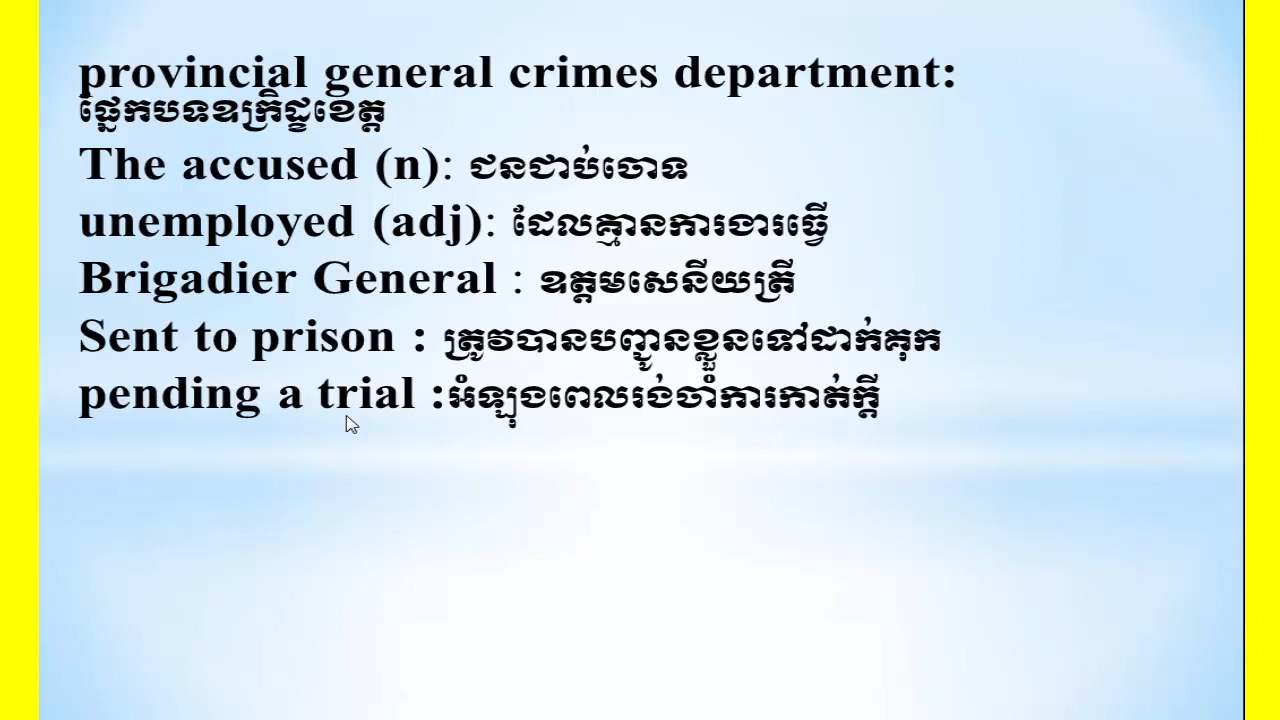 provincial general crimes department:
ផ្នែកបទឧក្រិដ្ឋខេត្ត
The accused (n): ជនជាប់ចោទ
unemployed (adj): ដែលគ្មានការងារធ្វើ
Brigadier General : ឧត្តមសេនីយត្រី
Sent to prison : ត្រូវបានបញ្ជូនខ្លួនទៅដាក់គុក
pending a trial :អំឡុងពេលរង់ចាំការកាត់ក្តី